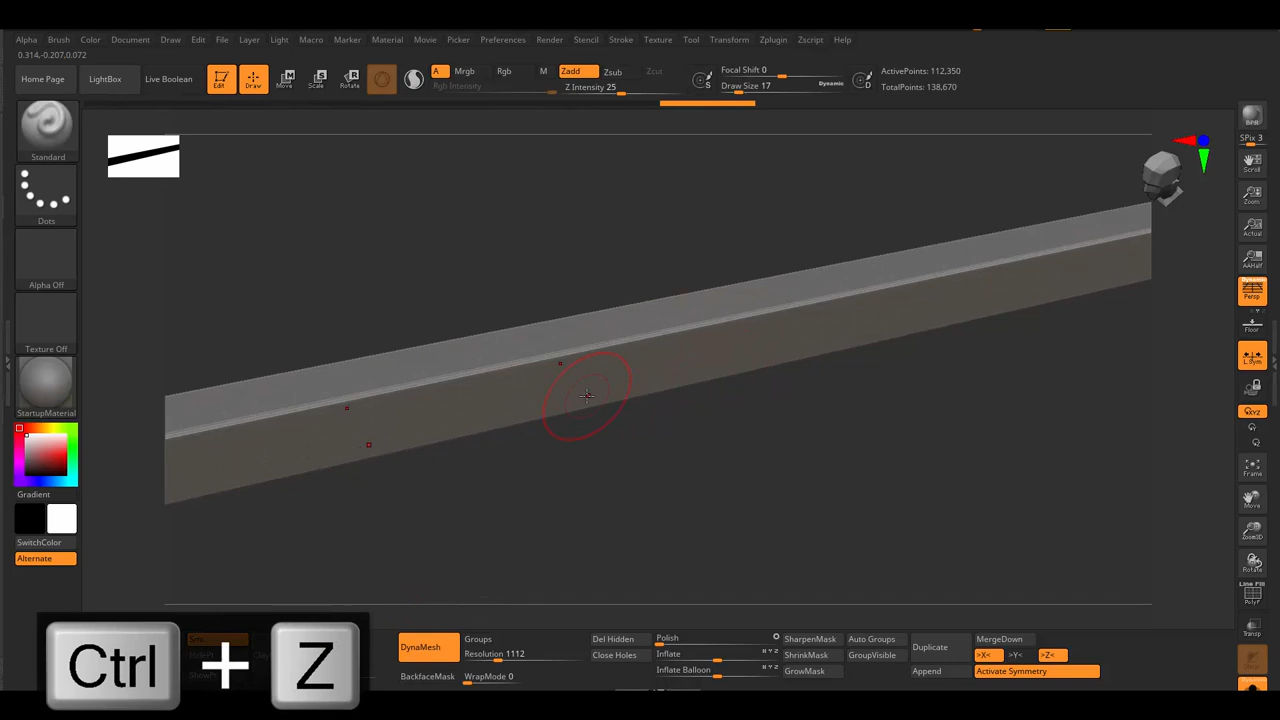 Alpha Brush Color Document Draw Edit File Layer Light Macro Marker Material Movie Picker Preferences Render Stencil Stroke Texture Tool Transform Zplugin Zscript Help
0.314,-0.207,0.072
Home Page LightBox Live Boolean Edit Draw Move Scale Rotate A Mrgb Rgb M Zadd Zsub Zcut Focal Shift 0 ActivePoints: 112,350
Rgb Intensity Z Intensity 25 S Draw Size 17 Dynamic D TotalPoints: 138,670
Standard
Dots
Alpha Off
Texture Off
StartupMaterial
Gradient
SwitchColor
Alternate
BPR
SPix 3
Scroll
Zoom
Actual
AAHalf
Dynamic
Persp
Floor
L.Sym
XYZ
Frame
Move
Zoom3D
Rotate
Line Fill
PolyF
Transp
Ctrl + Z
DynaMesh Groups Del Hidden Polish SharpenMask Auto Groups Duplicate MergeDown
Resolution 1112 Close Holes Inflate ShrinkMask GroupVisible >X< >Y< >Z<
BackfaceMask WrapMode 0 Inflate Balloon GrowMask Append Activate Symmetry